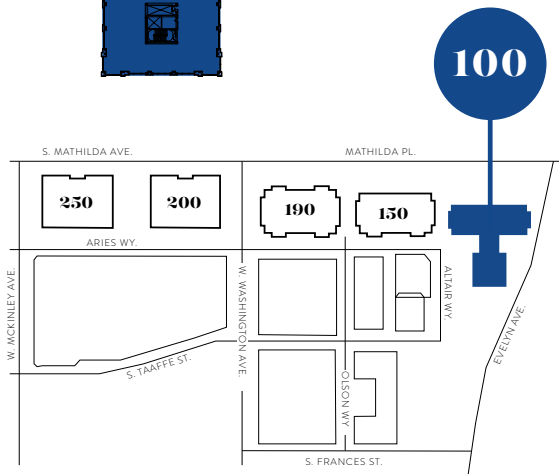 100
S. MATHILDA AVE.
MATHILDA PL.
250
200
190
150
ARIES WY.
W. MCKINLEY AVE.
W. WASHINGTON AVE.
ALTAIR WY.
EVELYN AVE.
S. TAAFFE ST.
OLSON WY
S. FRANCES ST.